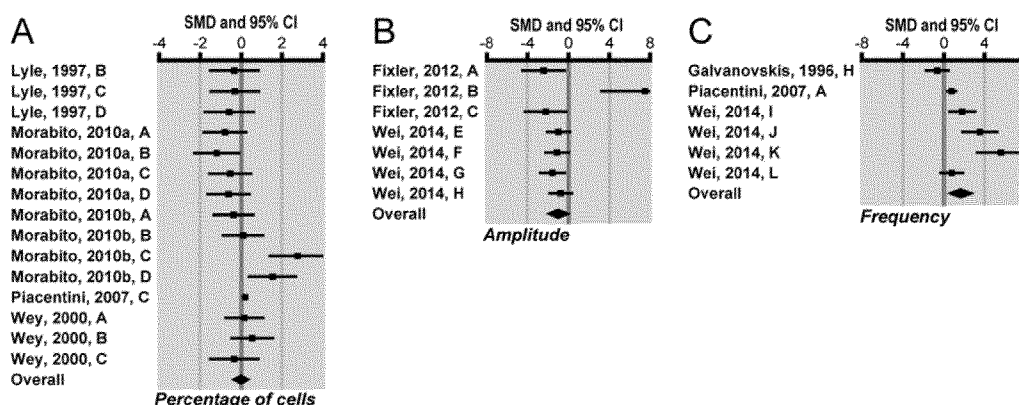 A
SMD and 95% CI
-4 -2 0 2 4
Lyle, 1997, B
Lyle, 1997, C
Lyle, 1997, D
Morabito, 2010a, A
Morabito, 2010a, B
Morabito, 2010a, C
Morabito, 2010a, D
Morabito, 2010b, A
Morabito, 2010b, B
Morabito, 2010b, C
Morabito, 2010b, D
Piacentini, 2007, C
Wey, 2000, A
Wey, 2000, B
Wey, 2000, C
Overall
Percentage of cells
B
SMD and 95% CI
-8 -4 0 4 8
Fixler, 2012, A
Fixler, 2012, B
Fixler, 2012, C
Wei, 2014, E
Wei, 2014, F
Wei, 2014, G
Wei, 2014, H
Overall
Amplitude
C
SMD and 95% CI
-8 -4 0 4
Galvanovskis, 1996, H
Piacentini, 2007, A
Wei, 2014, I
Wei, 2014, J
Wei, 2014, K
Wei, 2014, L
Overall
Frequency